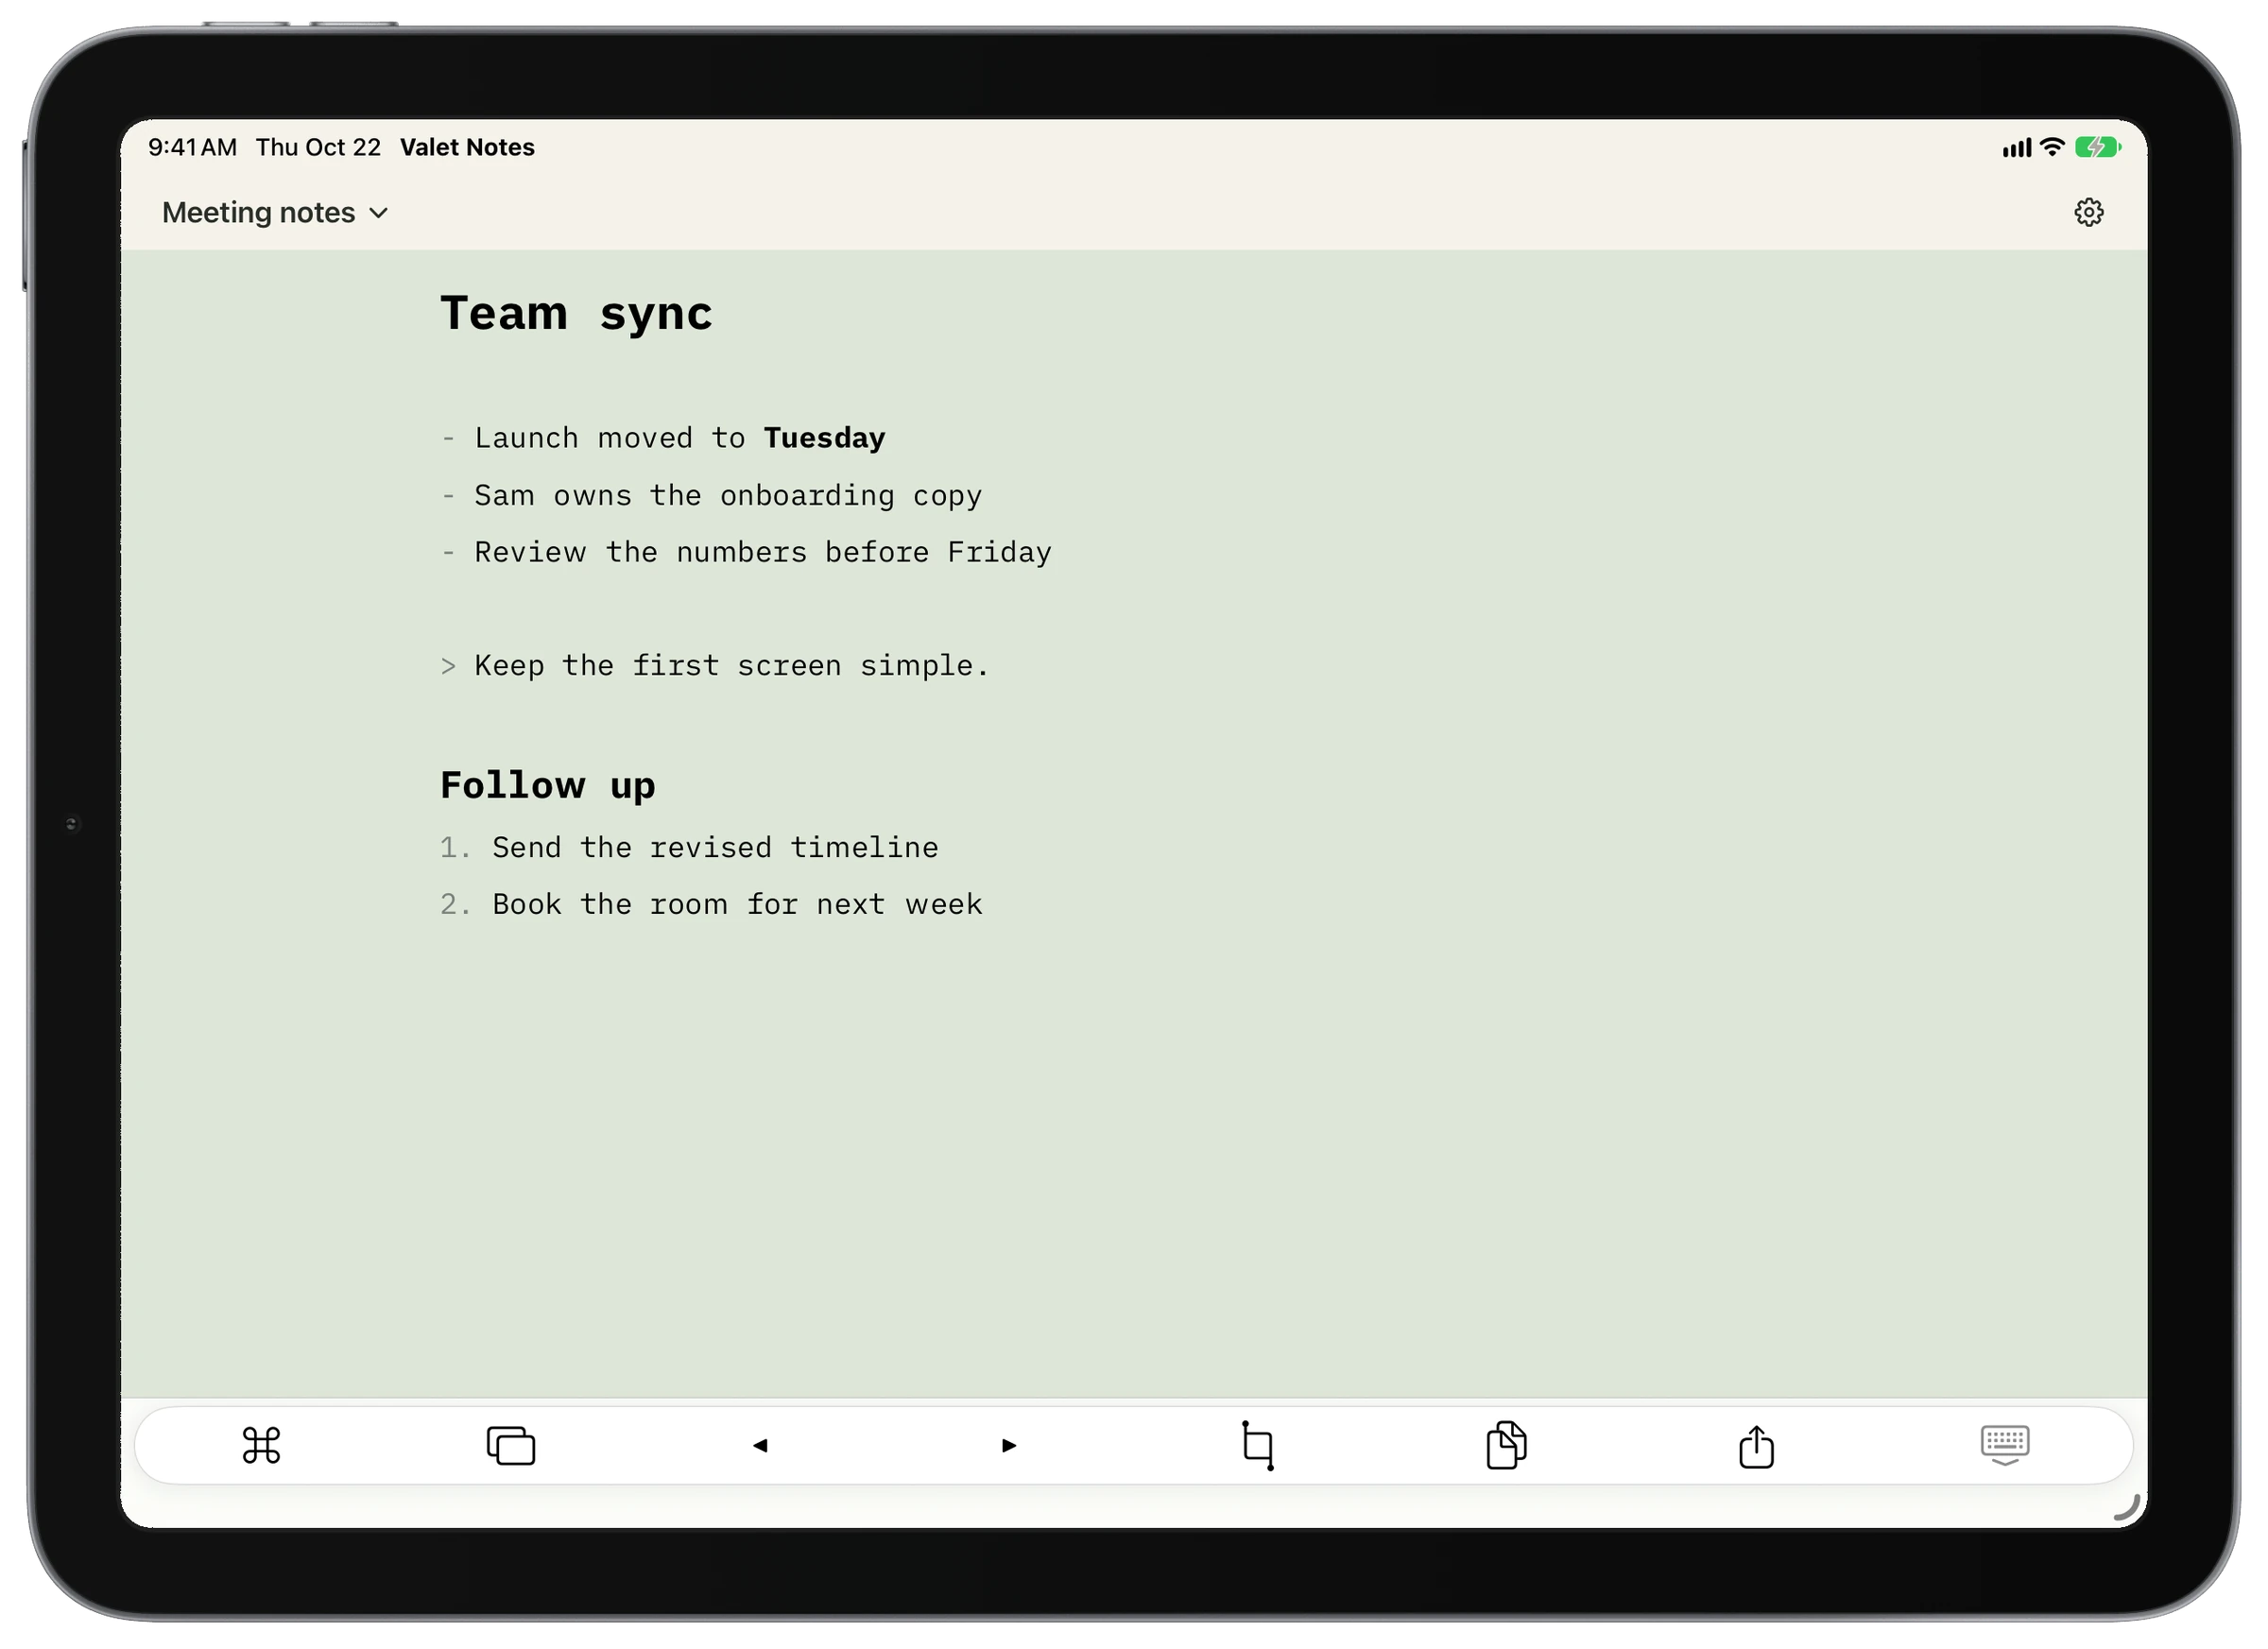 9:41 AM Thu Oct 22 Valet Notes
Meeting notes
Team sync
- Launch moved to Tuesday
- Sam owns the onboarding copy
- Review the numbers before Friday
> Keep the first screen simple.
Follow up
1. Send the revised timeline
2. Book the room for next week